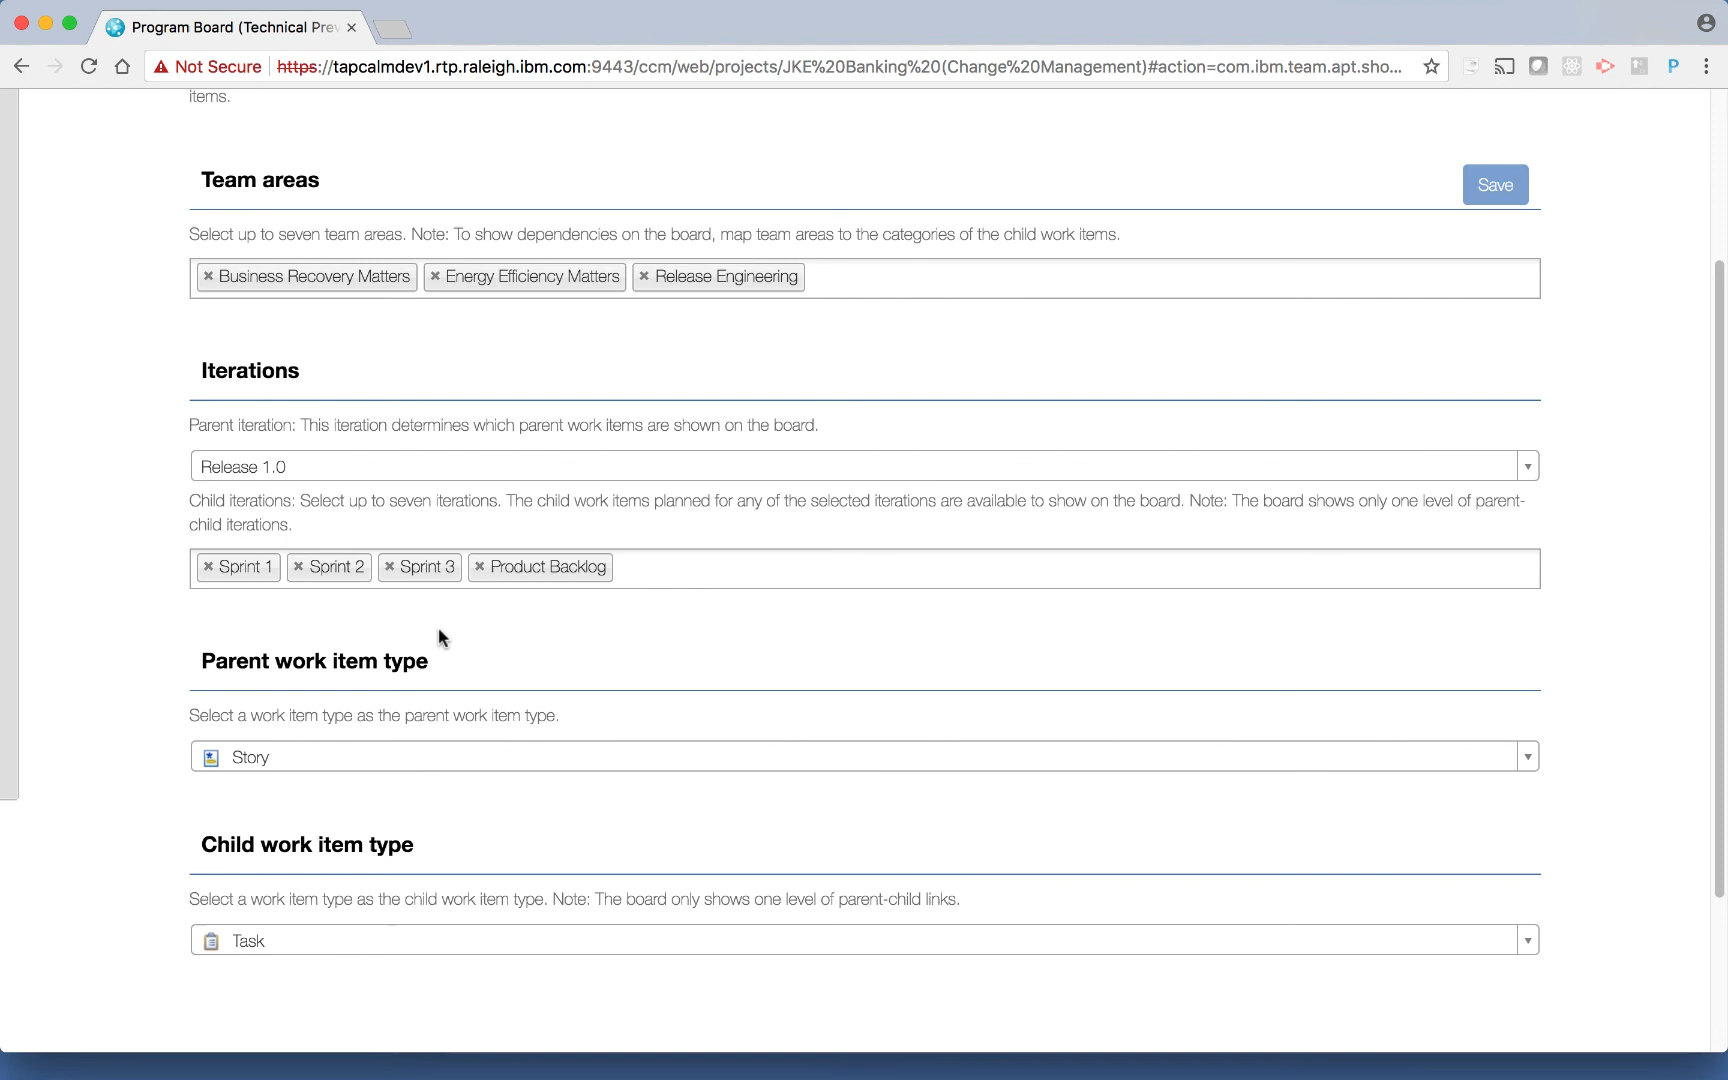 Program Board (Technical Prev
Not Secure https://tapcalmdev1.rtp.raleigh.ibm.com:9443/ccm/web/projects/JKE%20Banking%20(Change%20Management)#action=com.ibm.team.apt.sho...
P
items.
Team areas
Save
Select up to seven team areas. Note: To show dependencies on the board, map team areas to the categories of the child work items.
Business Recovery Matters Energy Efficiency Matters Release Engineering
Iterations
Parent iteration: This iteration determines which parent work items are shown on the board.
Release 1.0
Child iterations: Select up to seven iterations. The child work items planned for any of the selected iterations are available to show on the board. Note: The board shows only one level of parent-
child iterations.
Sprint 1 Sprint 2 Sprint 3 Product Backlog
Parent work item type
Select a work item type as the parent work item type.
Story
Child work item type
Select a work item type as the child work item type. Note: The board only shows one level of parent-child links.
Task